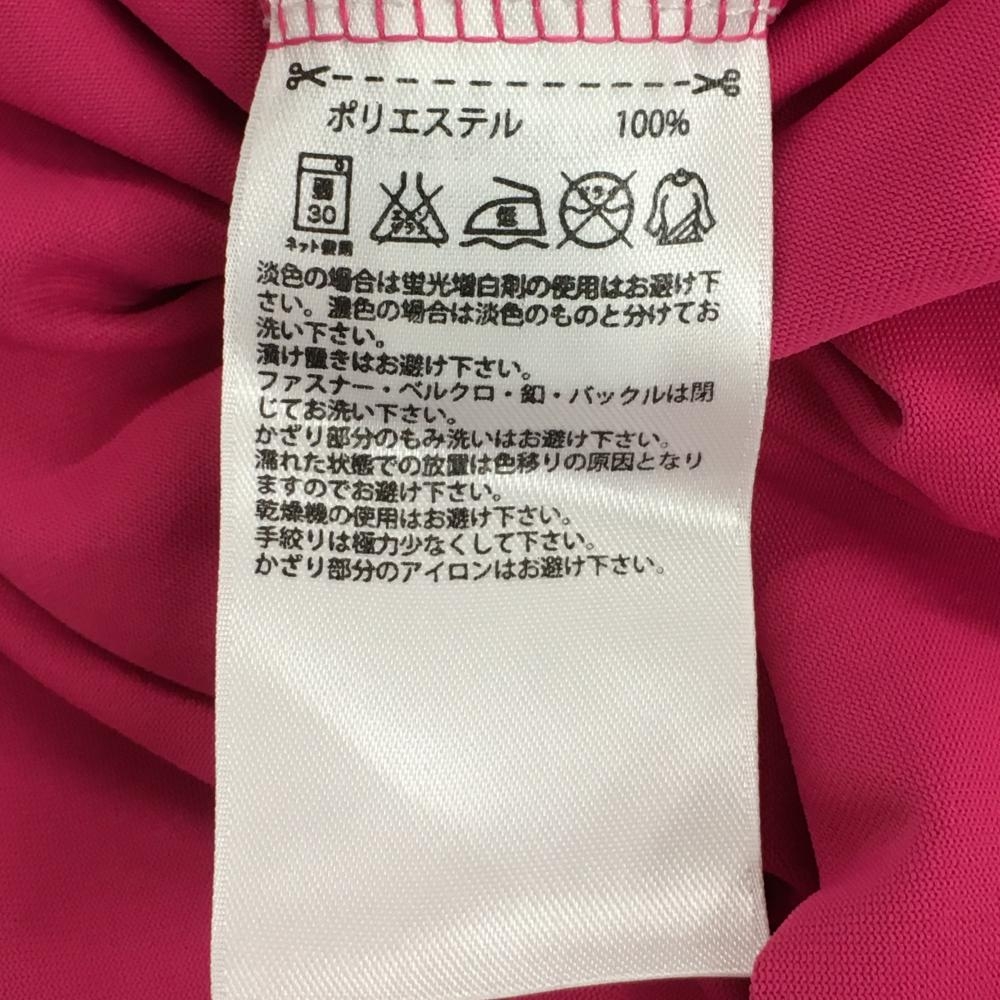 ポリエステル 100%
弱
30
ネット使用
エンソ
サラシ
低
ドライ
淡色の場合は蛍光増白剤の使用はお避け下
さい。濃色の場合は淡色のものと分けてお
洗い下さい。
漬け置きはお避け下さい。
ファスナー・ベルクロ・釦・バックルは閉
じてお洗い下さい。
かざり部分のもみ洗いはお避け下さい。
濡れた状態での放置は色移りの原因となり
ますのでお避け下さい。
乾燥機の使用はお避け下さい。
手絞りは極力少なくして下さい。
かざり部分のアイロンはお避け下さい。